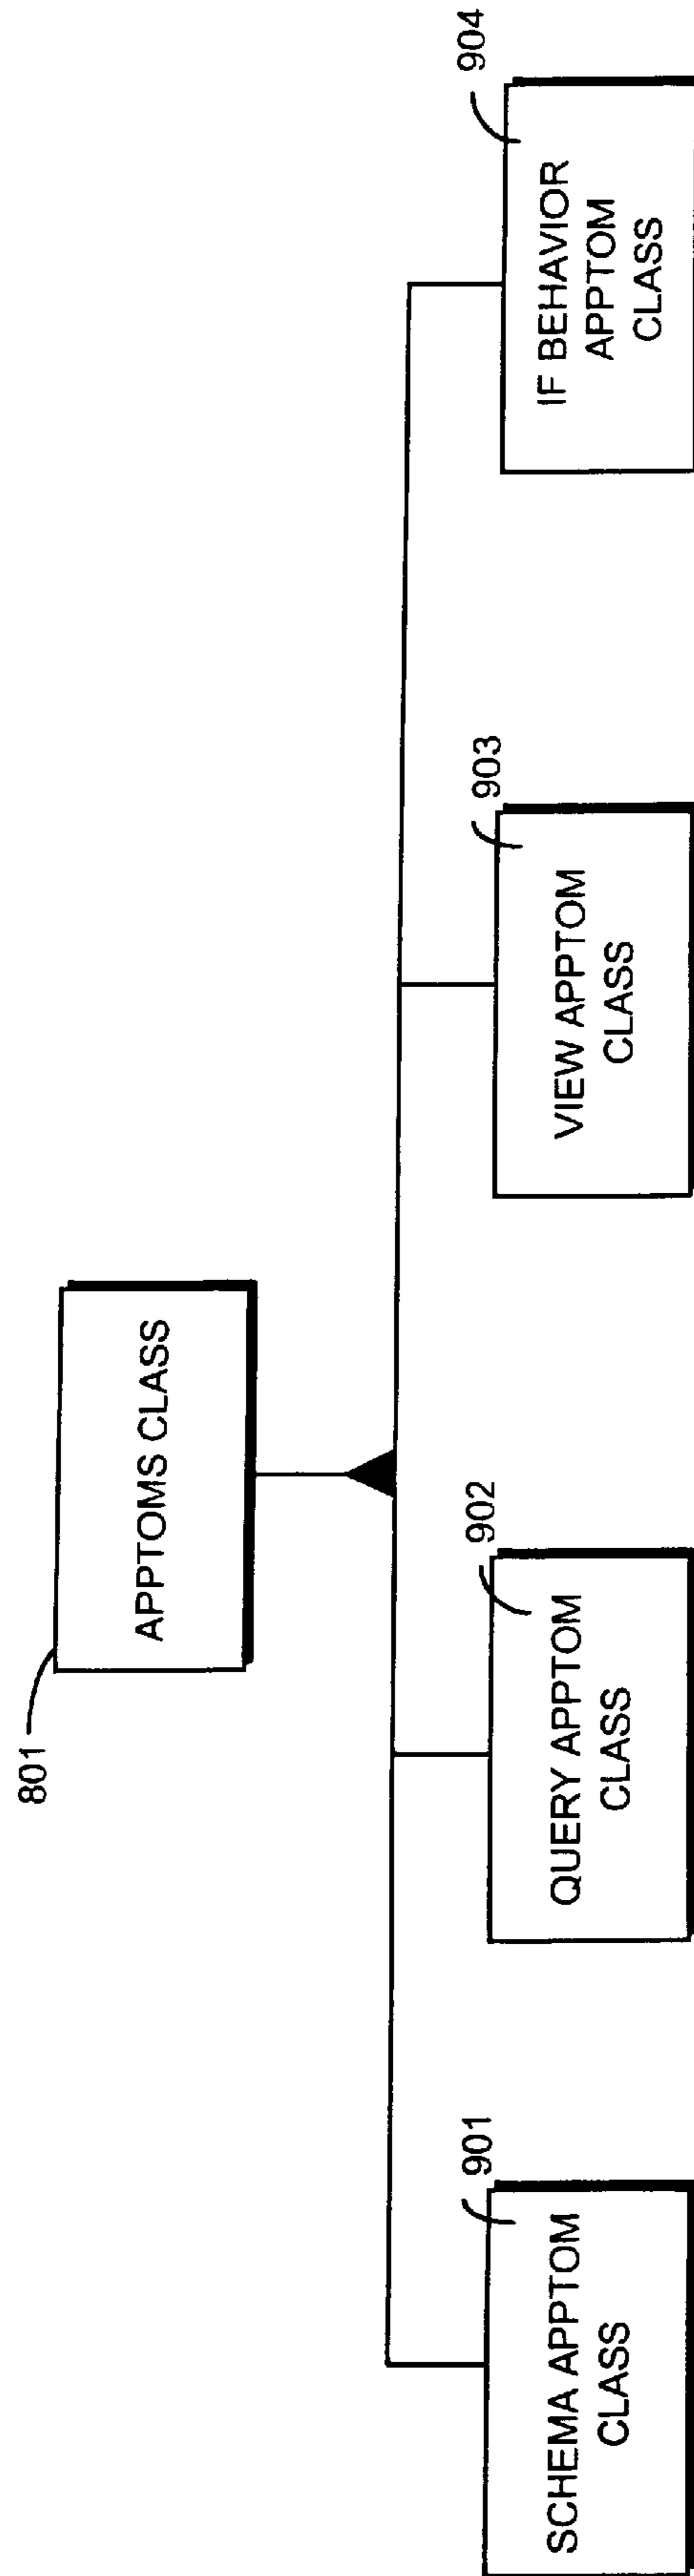 801
APPTOMS CLASS
901
SCHEMA APPTOM
CLASS
902
QUERY APPTOM
CLASS
903
VIEW APPTOM
CLASS
904
IF BEHAVIOR
APPTOM
CLASS